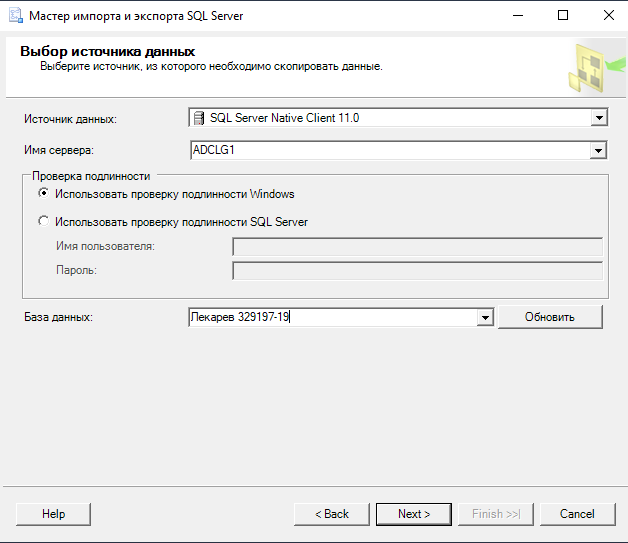 Мастер импорта и экспорта SQL Server
Выбор источника данных
Выберите источник, из которого необходимо скопировать данные.
Источник данных: SQL Server Native Client 11.0
Имя сервера: ADCLG1
Проверка подлинности
Использовать проверку подлинности Windows
Использовать проверку подлинности SQL Server
Имя пользователя:
Пароль:
База данных: Лекарев 329197-19 Обновить
Help < Back Next > Finish >>| Cancel